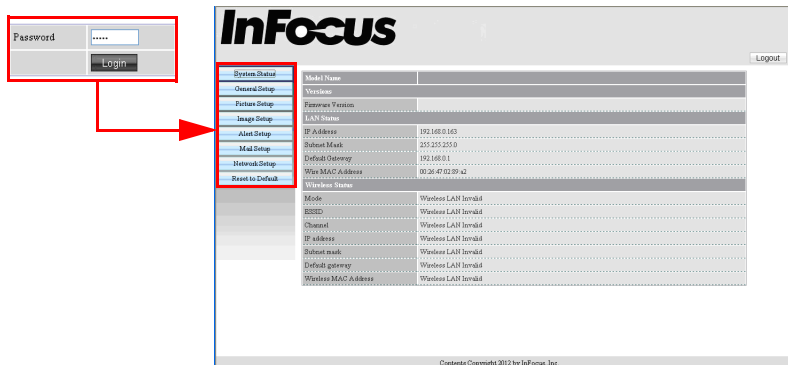 Password
•••••
Login
InFocus
Logout
System Status
General Setup
Picture Setup
Image Setup
Alert Setup
Mail Setup
Network Setup
Reset to Default
Model Name
Versions
Firmware Version
LAN Status
IP Address 192.168.0.163
Subnet Mask 255.255.255.0
Default Gateway 192.168.0.1
Wire MAC Address 00:26:47:02:89:a2
Wireless Status
Mode Wireless LAN Invalid
ESSID Wireless LAN Invalid
Channel Wireless LAN Invalid
IP address Wireless LAN Invalid
Subnet mask Wireless LAN Invalid
Default gateway Wireless LAN Invalid
Wireless MAC Address Wireless LAN Invalid
Contents Copyright 2012 by InFocus, Inc.